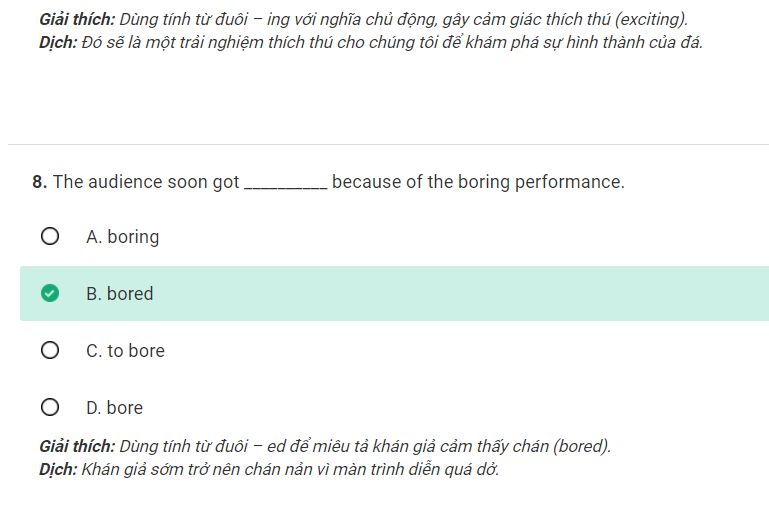 Giải thích: Dùng tính từ đuôi – ing với nghĩa chủ động, gây cảm giác thích thú (exciting).
Dịch: Đó sẽ là một trải nghiệm thích thú cho chúng tôi để khám phá sự hình thành của đá.
8. The audience soon got __________ because of the boring performance.
A. boring
B. bored
C. to bore
D. bore
Giải thích: Dùng tính từ đuôi – ed để miêu tả khán giả cảm thấy chán (bored).
Dịch: Khán giả sớm trở nên chán nản vì màn trình diễn quá dở.